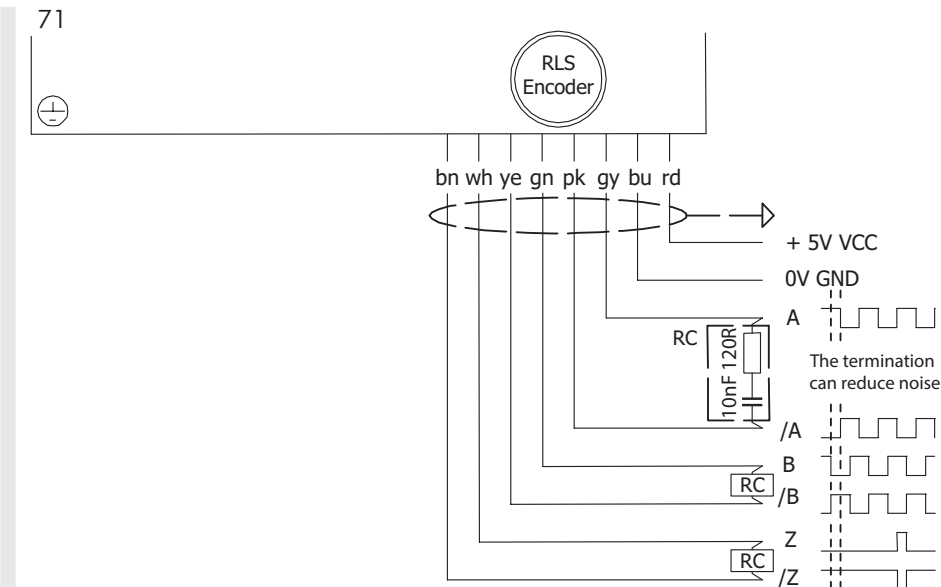 71
RLS
Encoder
bn wh ye gn pk gy bu rd
+ 5V VCC
0V GND
A
RC
10nF 120R
The termination
can reduce noise
/A
B
RC
/B
Z
RC
/Z